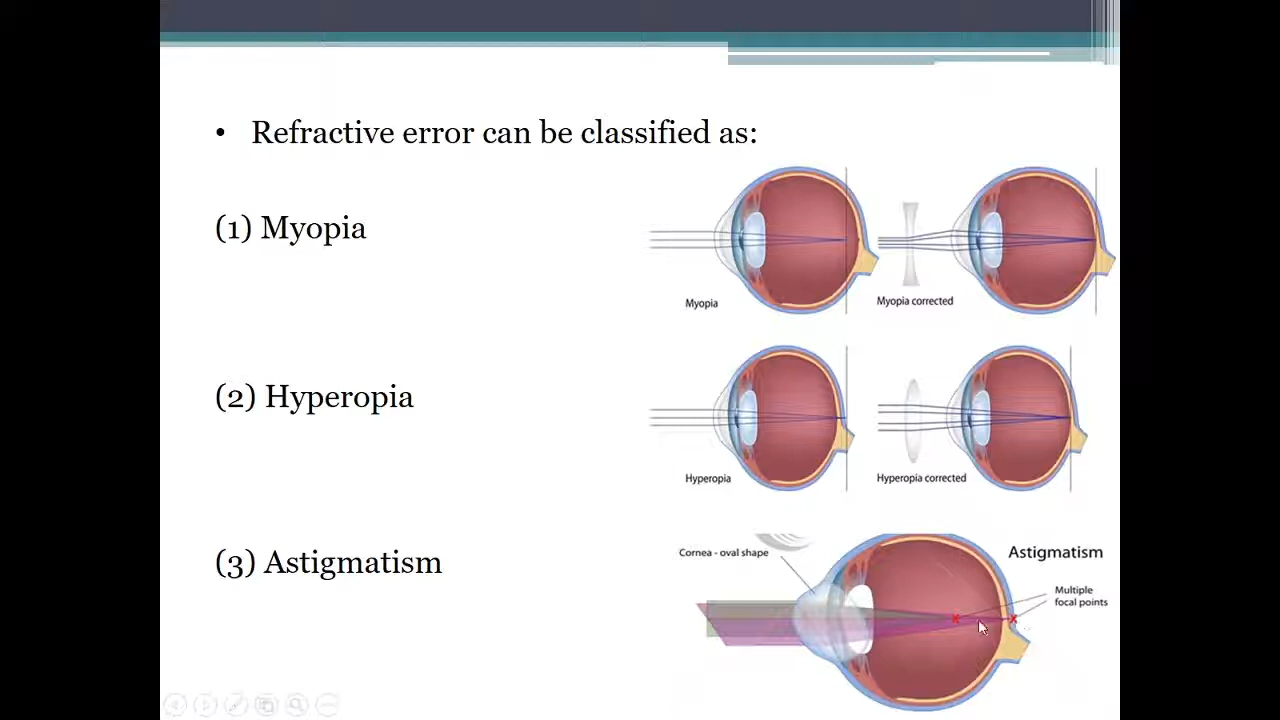 • Refractive error can be classified as:
(1) Myopia
Myopia
Myopia corrected
(2) Hyperopia
Hyperopia
Hyperopia corrected
(3) Astigmatism
Cornea - oval shape
Astigmatism
Multiple
focal points
x x